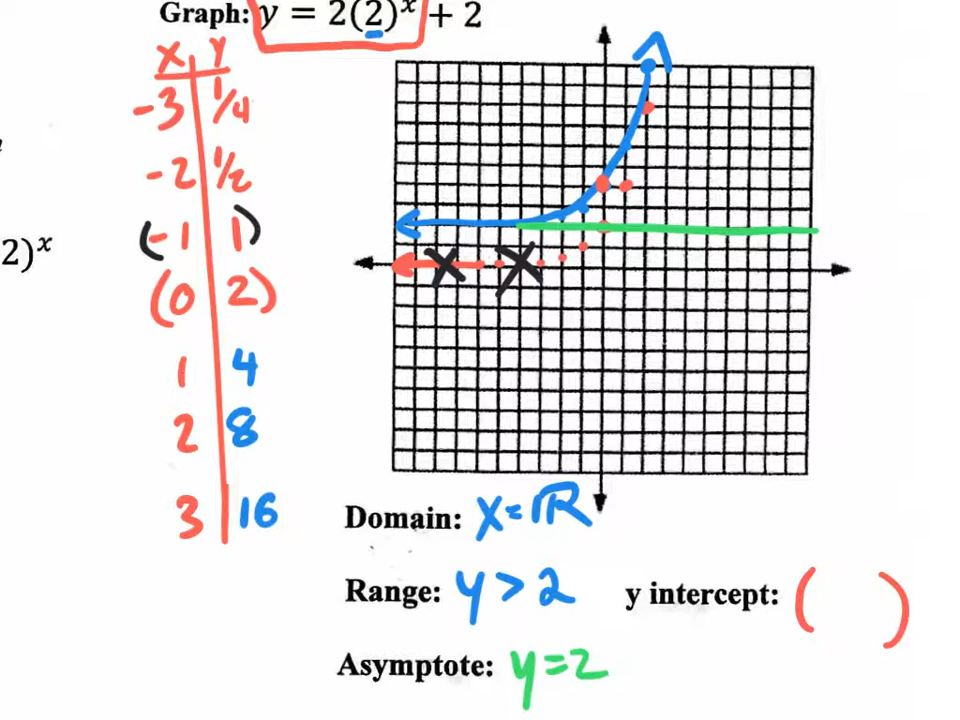 Graph: y = 2(2)^x + 2
X Y
-3 1/4
-2 1/2
(-1 1)
2)^x
(0 2)
1 4
2 8
3 16
Domain: x=ℝ
Range: y > 2 y intercept: ( )
Asymptote: y=2